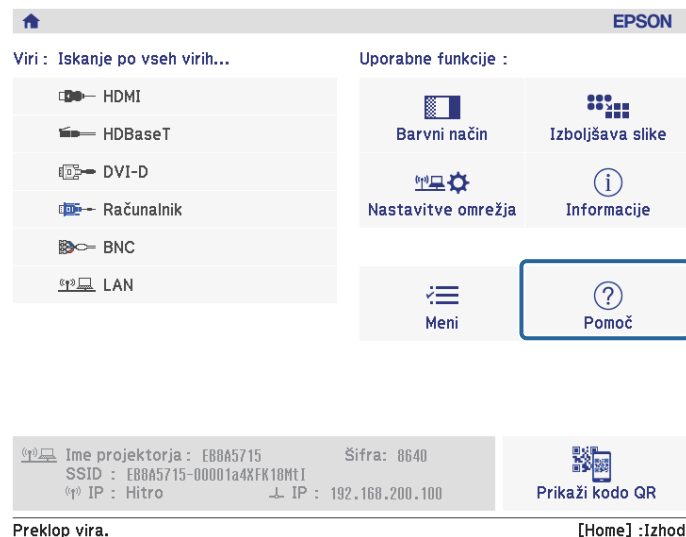 EPSON
Viri : Iskanje po vseh virih...
HDMI
HDBaseT
DVI-D
Računalnik
BNC
LAN
Uporabne funkcije :
Barvni način
Izboljšava slike
Nastavitve omrežja
Informacije
Meni
Pomoč
Ime projektorja : EB8A5715 Šifra: 8640
SSID : EB8A5715-00001a4XFK18MtI
IP : Hitro IP : 192.168.200.100
Prikaži kodo QR
Preklop vira. [Home] :Izhod